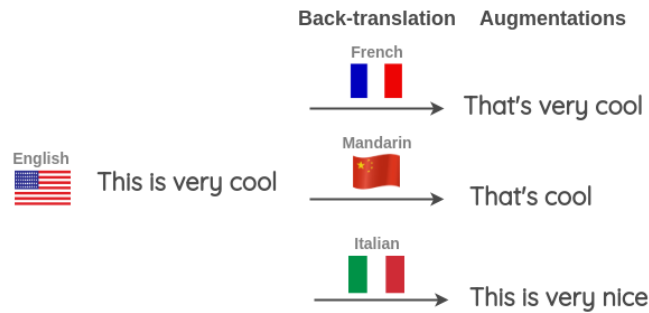 Back-translation Augmentations
French
That's very cool
English
This is very cool
Mandarin
That's cool
Italian
This is very nice